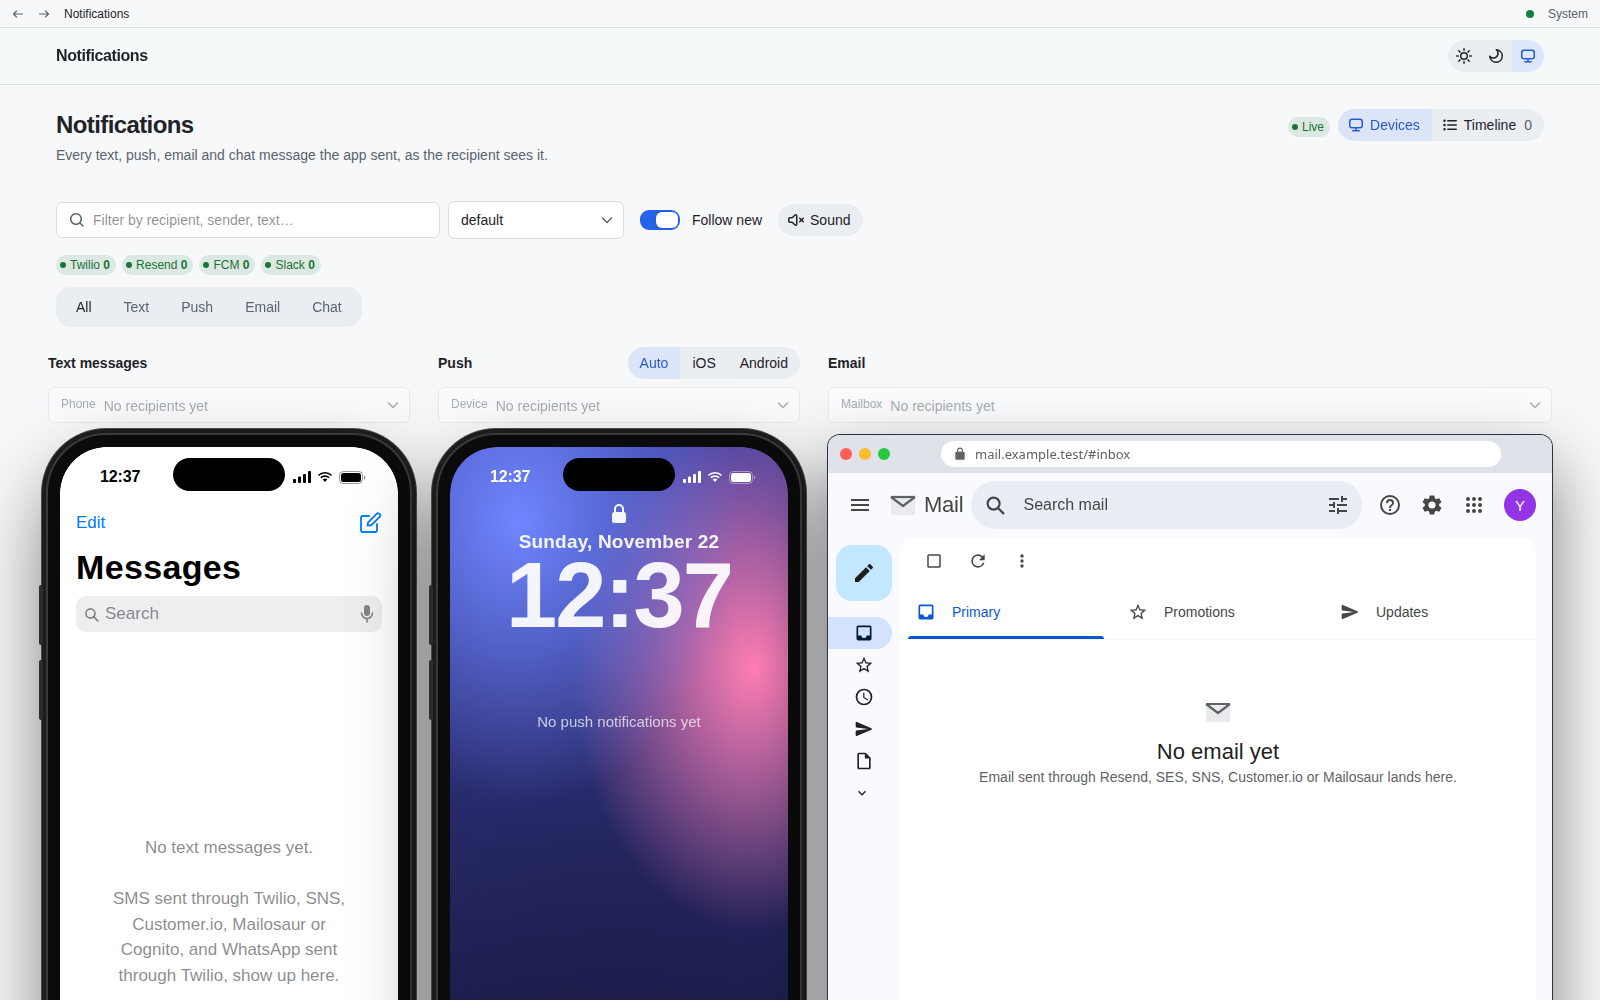 Notifications
System
Notifications
Notifications
Every text, push, email and chat message the app sent, as the recipient sees it.
Live
Devices
Timeline 0
Filter by recipient, sender, text…
default
Follow new
Sound
Twilio 0
Resend 0
FCM 0
Slack 0
All
Text
Push
Email
Chat
Text messages
Phone No recipients yet
12:37
Edit
Messages
Search
No text messages yet.
SMS sent through Twilio, SNS,
Customer.io, Mailosaur or
Cognito, and WhatsApp sent
through Twilio, show up here.
Push
Auto
iOS
Android
Device No recipients yet
12:37
Sunday, November 22
12:37
No push notifications yet
Email
Mailbox No recipients yet
mail.example.test/#inbox
Mail
Search mail
Y
Primary
Promotions
Updates
No email yet
Email sent through Resend, SES, SNS, Customer.io or Mailosaur lands here.